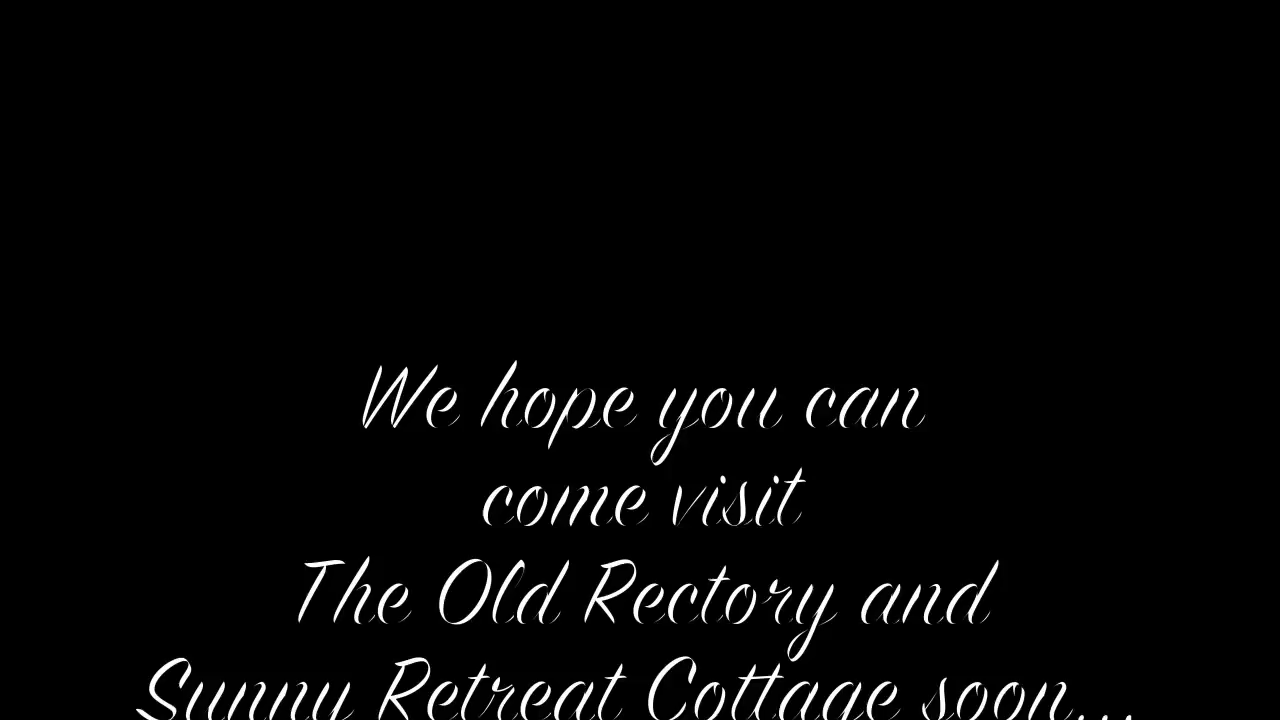 We hope you can
come visit
The Old Rectory and
Sunny Retreat Cottage soon...